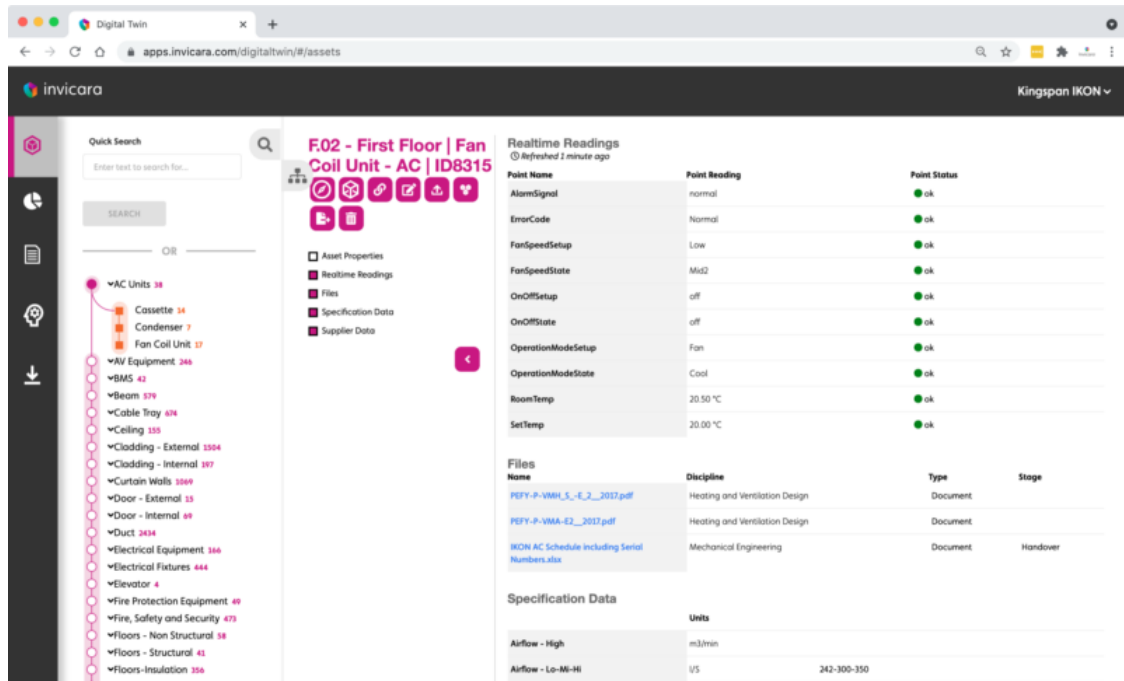 Digital Twin
apps.invicara.com/digitaltwin/#/assets
invicara
Kingspan IKON
Quick Search
Enter text to search for...
SEARCH
OR
AC Units 38
Cassette 14
Condenser 7
Fan Coil Unit 17
AV Equipment 246
BMS 42
Beam 579
Cable Tray 674
Ceiling 155
Cladding - External 1504
Cladding - Internal 197
Curtain Walls 1069
Door - External 15
Door - Internal 69
Duct 2434
Electrical Equipment 166
Electrical Fixtures 444
Elevator 4
Fire Protection Equipment 49
Fire, Safety and Security 473
Floors - Non Structural 58
Floors - Structural 41
Floors-Insulation 356
F.02 - First Floor | Fan
Coil Unit - AC | ID8315
Asset Properties
Realtime Readings
Files
Specification Data
Supplier Data
Realtime Readings
Refreshed 1 minute ago
Point Name Point Reading Point Status
AlarmSignal normal ok
ErrorCode Normal ok
FanSpeedSetup Low ok
FanSpeedState Mid2 ok
OnOffSetup off ok
OnOffState off ok
OperationModeSetup Fan ok
OperationModeState Cool ok
RoomTemp 20.50 °C ok
SetTemp 20.00 °C ok
Files
Name Discipline Type Stage
PEFY-P-VMH_S_-E_2__2017.pdf Heating and Ventilation Design Document
PEFY-P-VMA-E2__2017.pdf Heating and Ventilation Design Document
IKON AC Schedule including Serial Mechanical Engineering Document Handover
Numbers.xlsx
Specification Data
Units
Airflow - High m3/min
Airflow - Lo-Mi-Hi l/S 242-300-350